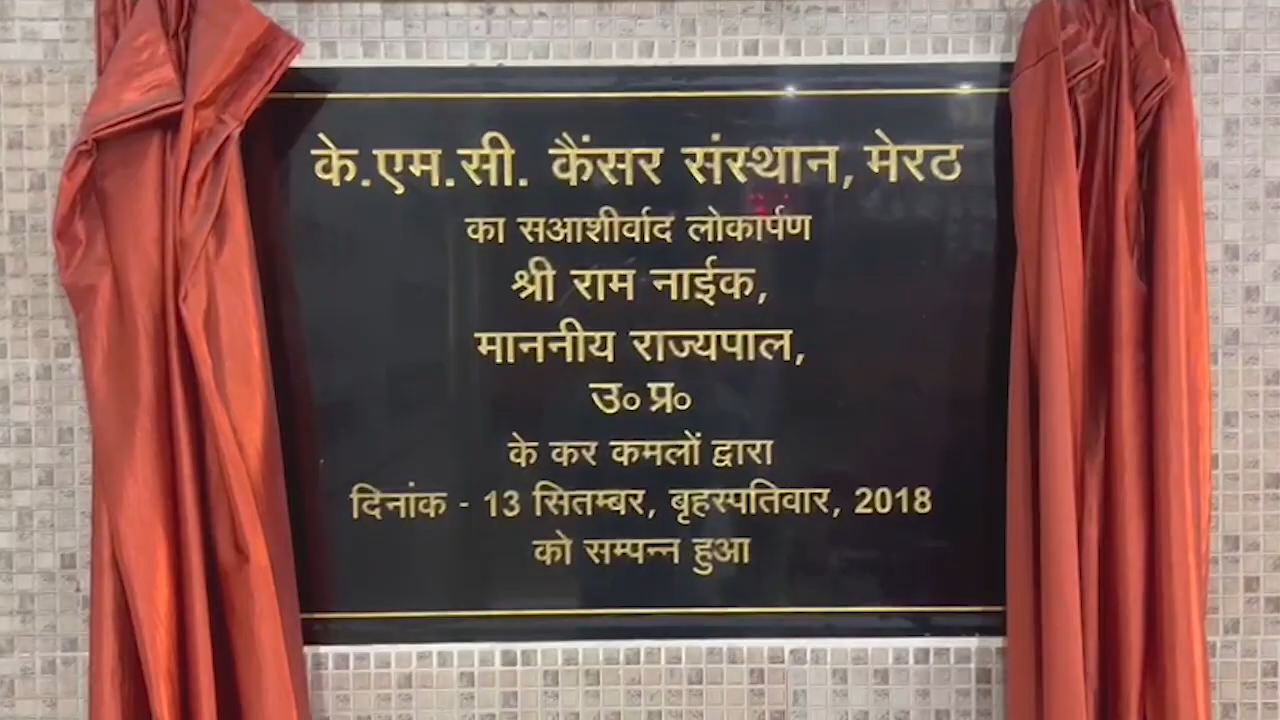 के.एम.सी. कैंसर संस्थान, मेरठ
का सआशीर्वाद लोकार्पण
श्री राम नाईक,
माननीय राज्यपाल,
उ० प्र०
के कर कमलों द्वारा
दिनांक - 13 सितम्बर, बृहस्पतिवार, 2018
को सम्पन्न हुआ